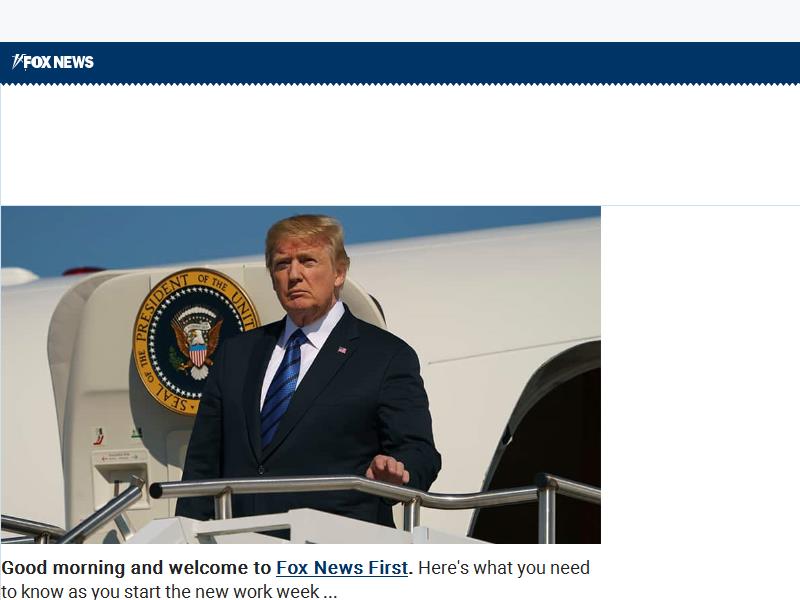 FOX NEWS
SEAL OF THE PRESIDENT OF THE UNIT
Good morning and welcome to Fox News First. Here's what you need
to know as you start the new work week ...